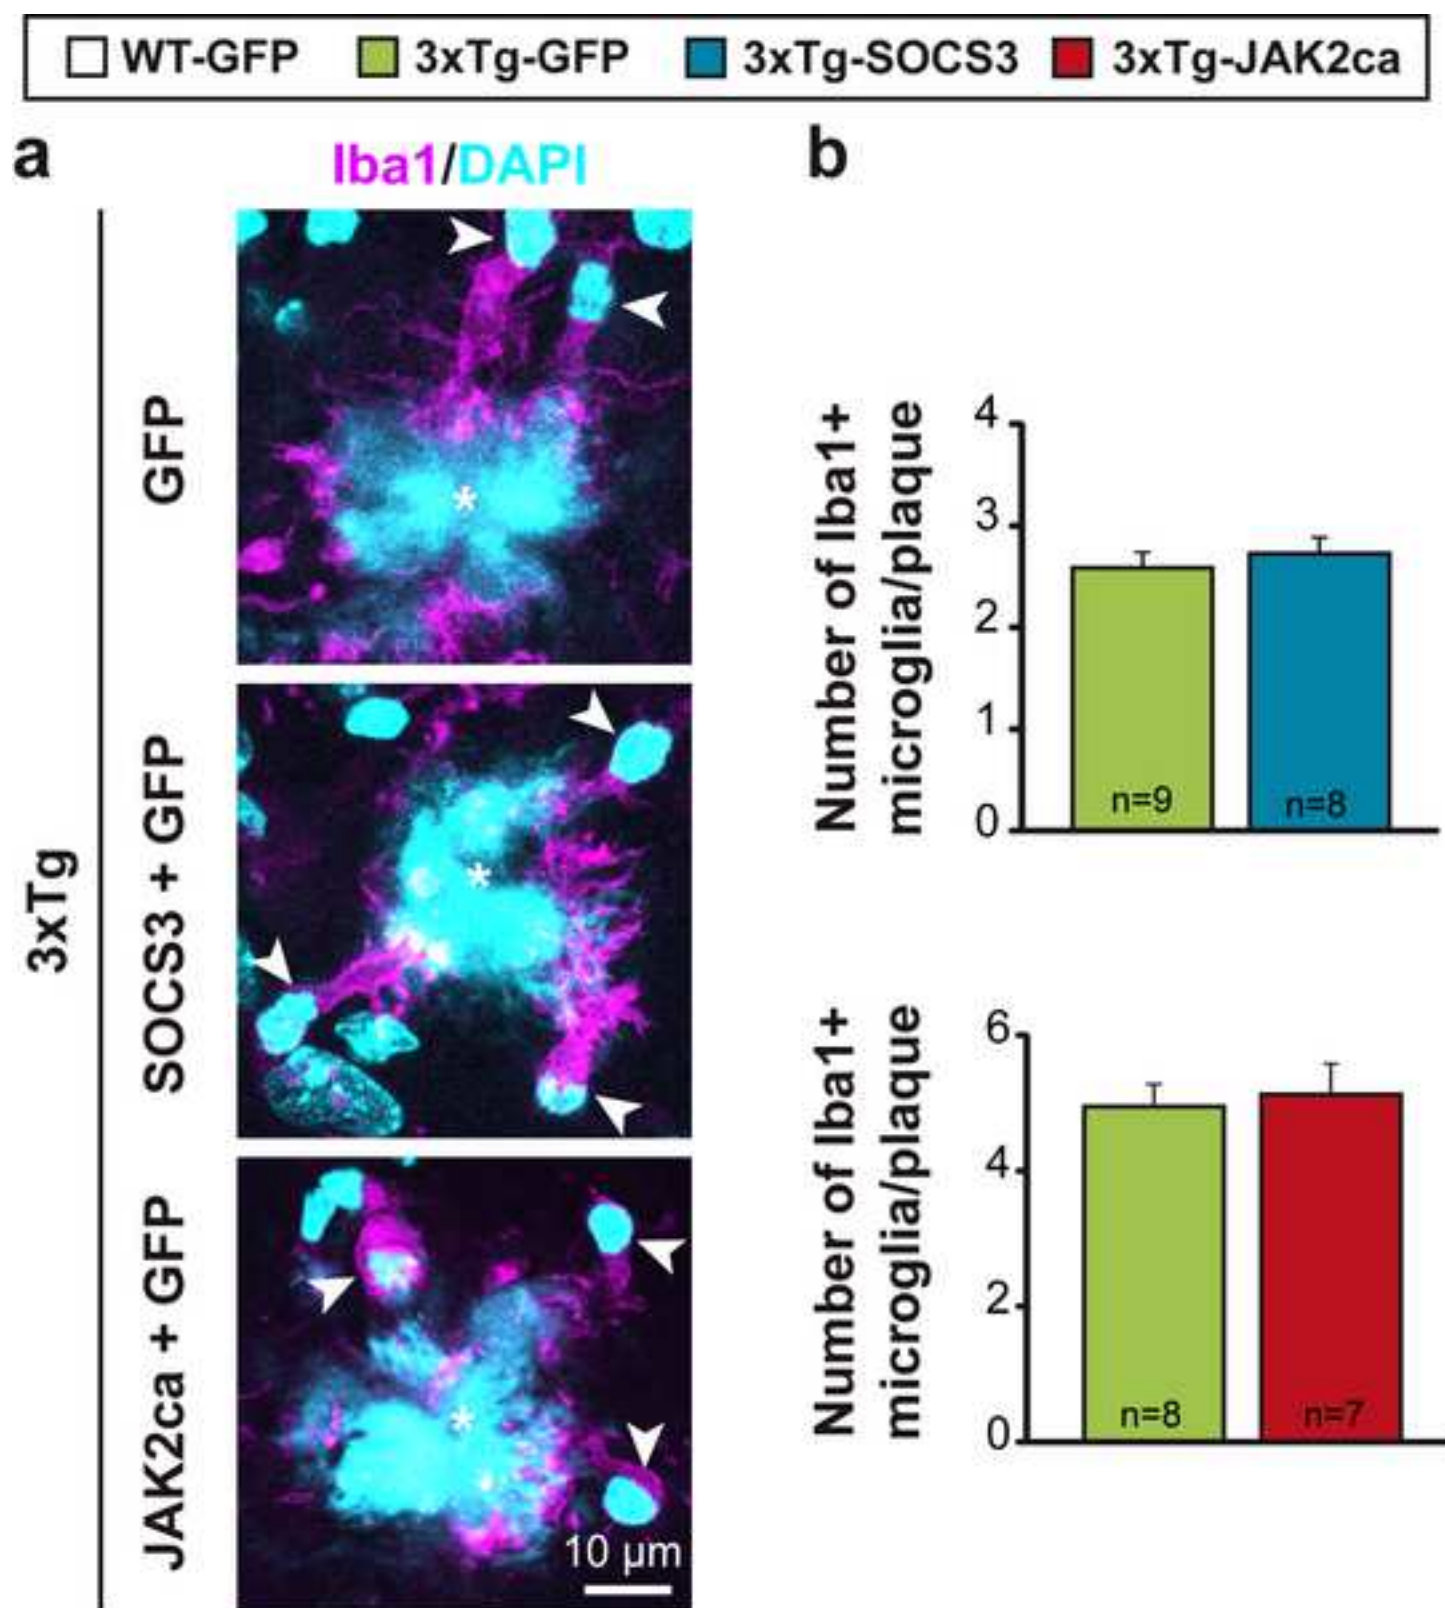 WT-GFP 3xTg-GFP 3xTg-SOCS3 3xTg-JAK2ca
a
Iba1/DAPI
3xTg
GFP
*
SOCS3 + GFP
*
JAK2ca + GFP
*
10 µm
b
Number of Iba1+
microglia/plaque
4
3
2
1
0
n=9 n=8
Number of Iba1+
microglia/plaque
6
4
2
0
n=8 n=7